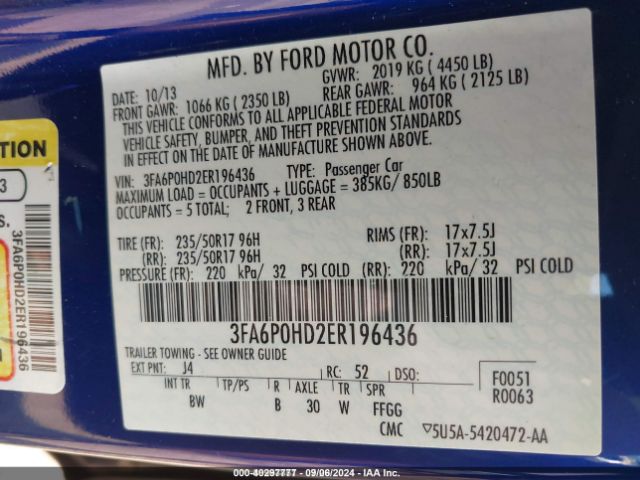 MFD. BY FORD MOTOR CO.
DATE: 10/13 GVWR: 2019 KG ( 4450 LB)
FRONT GAWR: 1066 KG ( 2350 LB) REAR GAWR: 964 KG ( 2125 LB)
THIS VEHICLE CONFORMS TO ALL APPLICABLE FEDERAL MOTOR
VEHICLE SAFETY, BUMPER, AND THEFT PREVENTION STANDARDS
IN EFFECT ON THE DATE OF MANUFACTURE SHOWN ABOVE.
VIN: 3FA6P0HD2ER196436 TYPE: Passenger Car
MAXIMUM LOAD = OCCUPANTS + LUGGAGE = 385KG/ 850LB
OCCUPANTS = 5 TOTAL; 2 FRONT, 3 REAR
TIRE (FR): 235/50R17 96H RIMS (FR): 17x7.5J
(RR): 235/50R17 96H (RR): 17x7.5J
PRESSURE (FR): 220 kPa/ 32 PSI COLD (RR): 220 kPa/ 32 PSI COLD
3FA6P0HD2ER196436
TRAILER TOWING - SEE OWNER GUIDE
EXT PNT: J4 RC: 52 DSO:
INT TR TP/PS R AXLE TR SPR
BW B 30 W FFGG
CMC ▽5U5A-5420472-AA
F0051
R0063
TION
3
S.
3FA6P0HD2ER196436
000-40297777 - 09/06/2024 - IAA Inc.